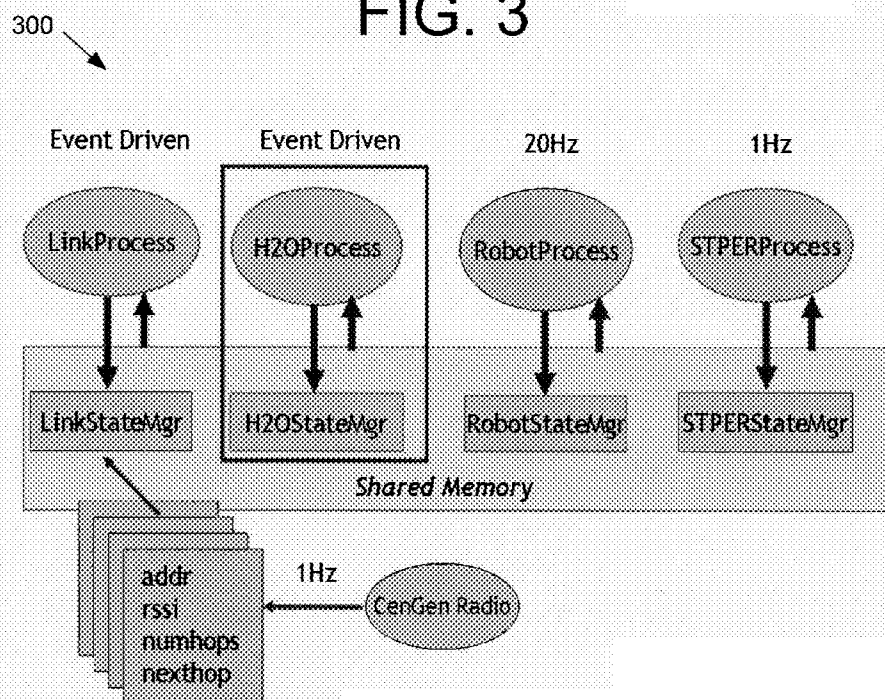 FIG. 3
300
Event Driven
Event Driven
20Hz
1Hz
LinkProcess
H2OProcess
RobotProcess
STPERProcess
LinkStateMgr
H2OStateMgr
RobotStateMgr
STPERStateMgr
Shared Memory
addr
rssi
numhops
nexthop
1Hz
CenGen Radio